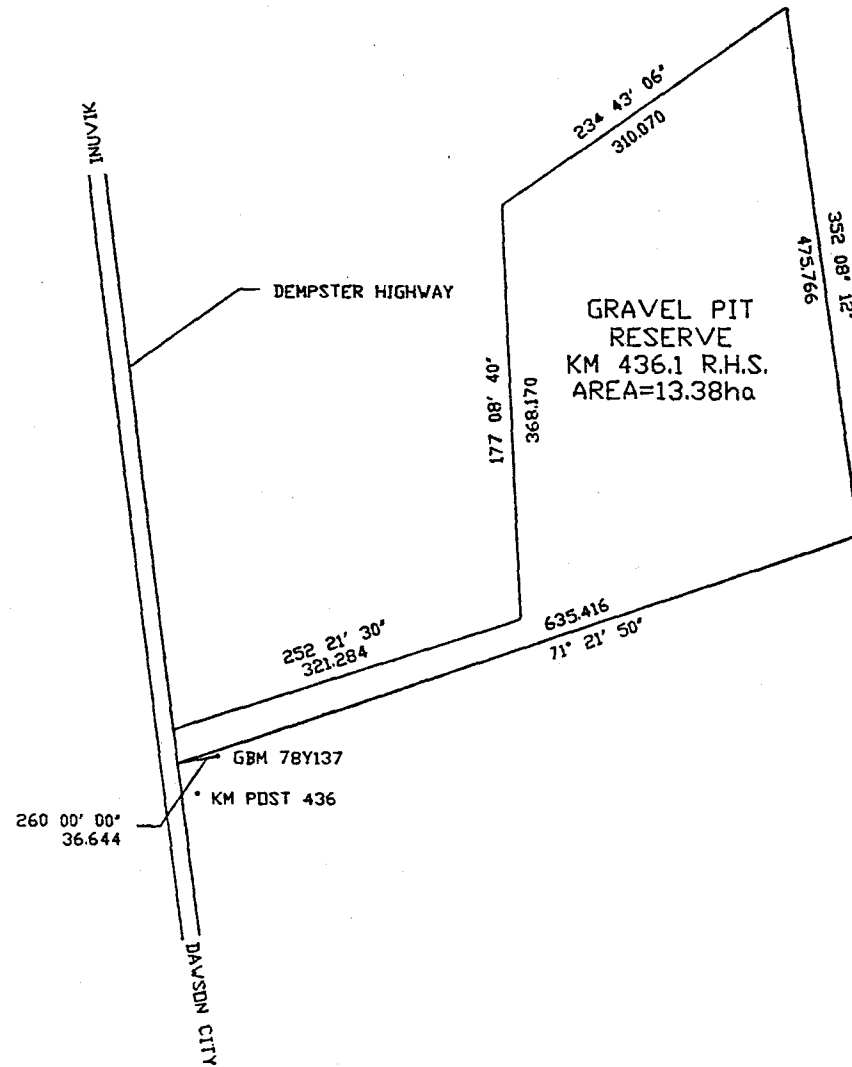 234 43' 06"
310.070
INUVIK
352 08' 12"
475.766
DEMPSTER HIGHWAY
GRAVEL PIT
RESERVE
KM 436.1 R.H.S.
AREA=13.38ha
177 08' 40"
368.170
252 21' 30"
321.284
635.416
71° 21' 50"
GBM 78Y137
KM POST 436
260 00' 00"
36.644
DAWSON CITY